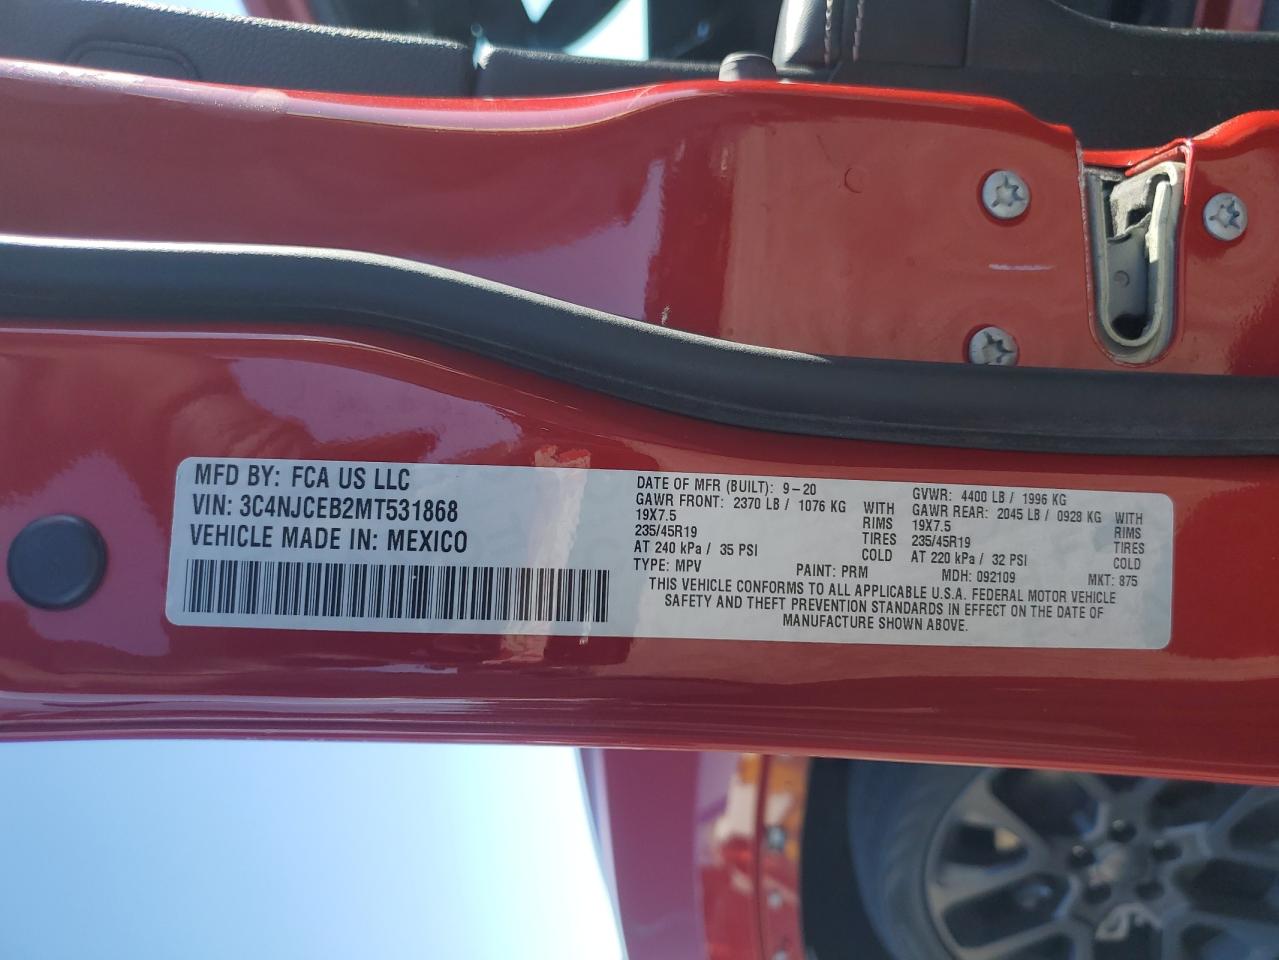 MFD BY: FCA US LLC
VIN: 3C4NJCEB2MT531868
VEHICLE MADE IN: MEXICO
DATE OF MFR (BUILT): 9-20
GAWR FRONT: 2370 LB / 1076 KG WITH
19X7.5 RIMS
235/45R19 TIRES
AT 240 kPa / 35 PSI COLD
GVWR: 4400 LB / 1996 KG
GAWR REAR: 2045 LB / 0928 KG WITH
19X7.5 RIMS
235/45R19 TIRES
AT 220 kPa / 32 PSI COLD
TYPE: MPV PAINT: PRM MDH: 092109 MKT: 875
THIS VEHICLE CONFORMS TO ALL APPLICABLE U.S.A. FEDERAL MOTOR VEHICLE
SAFETY AND THEFT PREVENTION STANDARDS IN EFFECT ON THE DATE OF
MANUFACTURE SHOWN ABOVE.